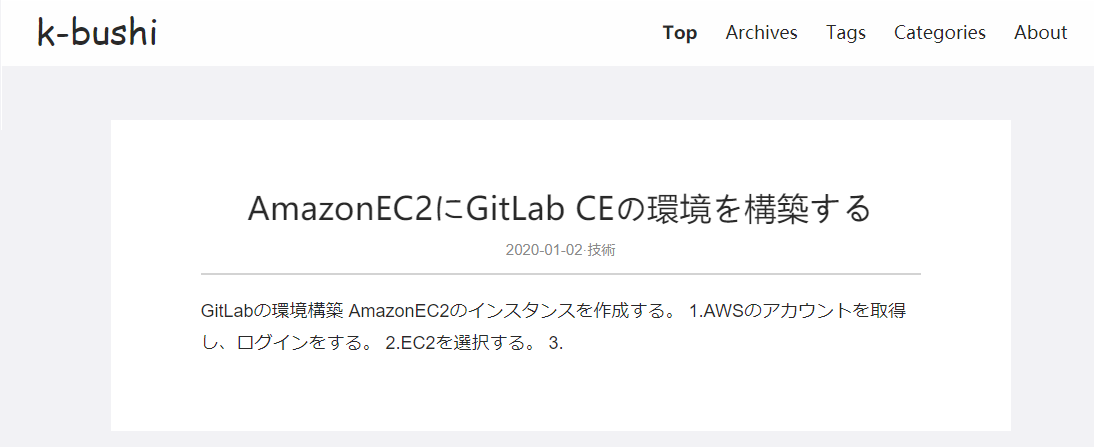 k-bushi
Top Archives Tags Categories About
AmazonEC2にGitLab CEの環境を構築する
2020-01-02·技術
GitLabの環境構築 AmazonEC2のインスタンスを作成する。 1.AWSのアカウントを取得
し、ログインをする。 2.EC2を選択する。 3.